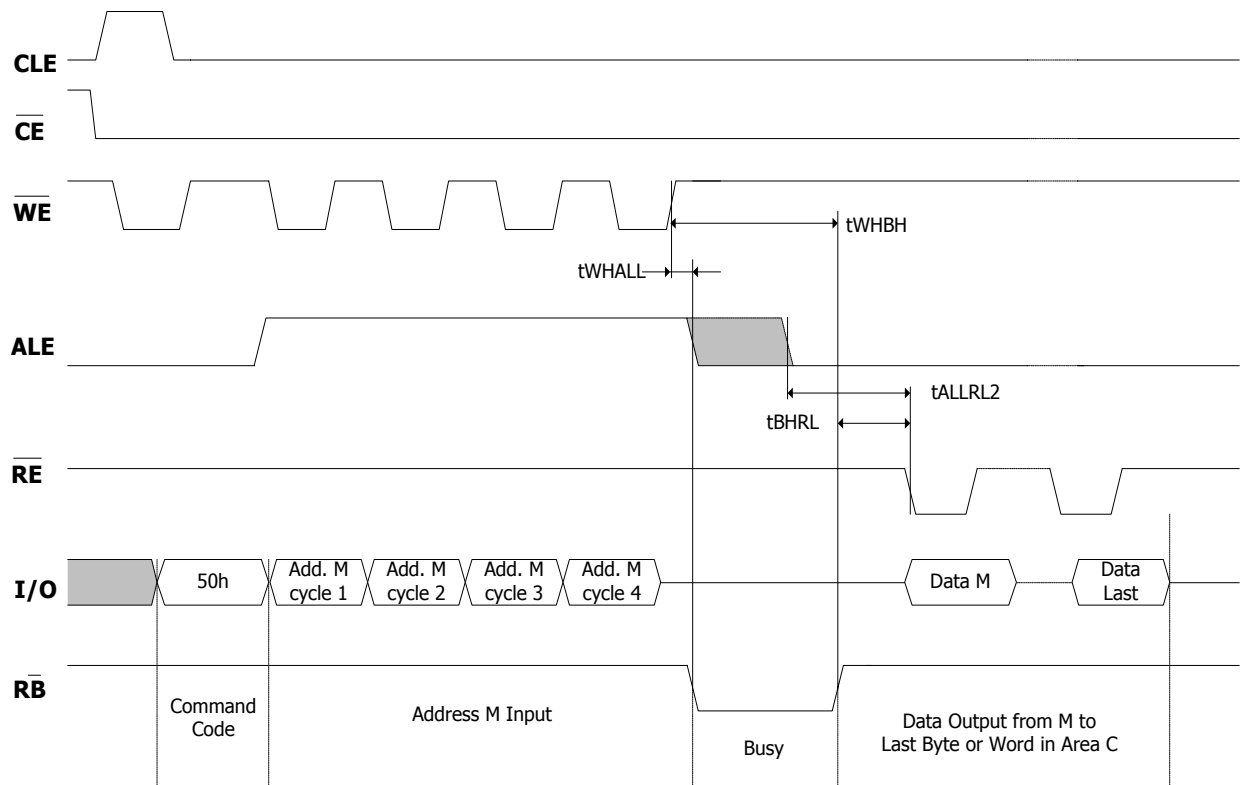 CLE
CE
WE
tWHBH
tWHALL
ALE
tALLRL2
tBHRL
RE
I/O
50h
Add. M
cycle 1
Add. M
cycle 2
Add. M
cycle 3
Add. M
cycle 4
Data M
Data
Last
RB
Command
Code
Address M Input
Busy
Data Output from M to
Last Byte or Word in Area C